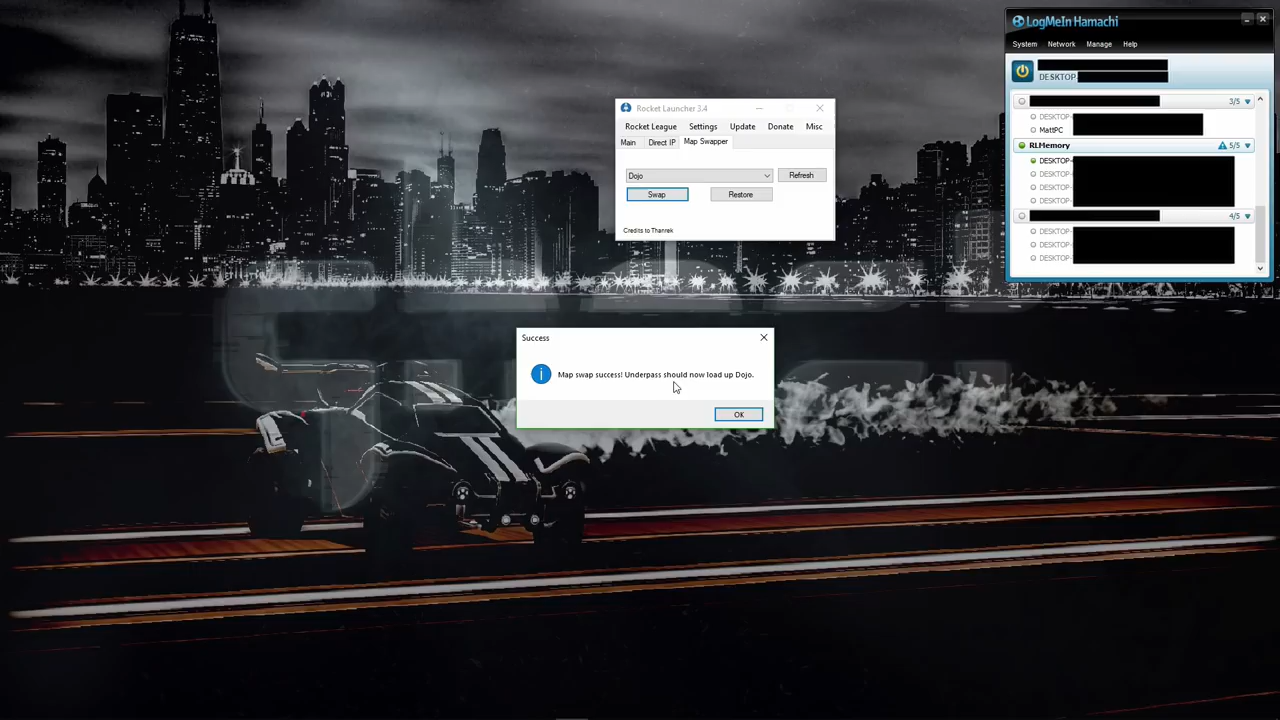 LogMeIn Hamachi
System Network Manage Help
DESKTOP
3/5
DESKTOP-
MattPC
RLMemory 5/5
DESKTOP-
DESKTOP-
DESKTOP-
DESKTOP-
4/5
DESKTOP-
DESKTOP-
DESKTOP-
Rocket Launcher 3.4
Rocket League Settings Update Donate Misc
Main Direct IP Map Swapper
Dojo Refresh
Swap Restore
Credits to Thanrek
Success
Map swap success! Underpass should now load up Dojo.
OK